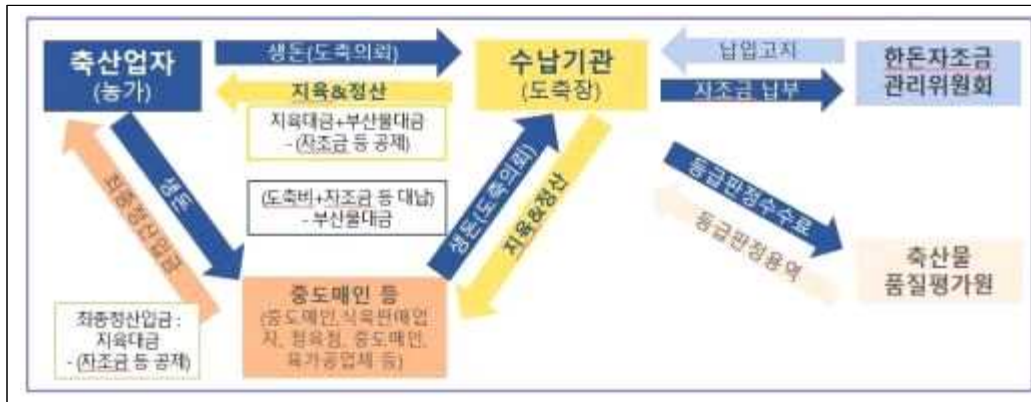 축산업자
(농가)
생돈(도축의뢰)
지육&정산
지육대금+부산물대금
- (자조금 등 공제)
수납기관
(도축장)
납입고지
자조금 납부
한돈자조금
관리위원회
최종정산입금
생돈
(도축비+자조금 등 대납)
- 부산물대금
생돈(도축의뢰)
지육&정산
등급판정수수료
등급판정용역
축산물
품질평가원
최종정산입금 :
지육대금
- (자조금 등 공제)
중도매인 등
(중도매인,식육판매업
자, 정육점, 중도매인,
육가공업체 등)